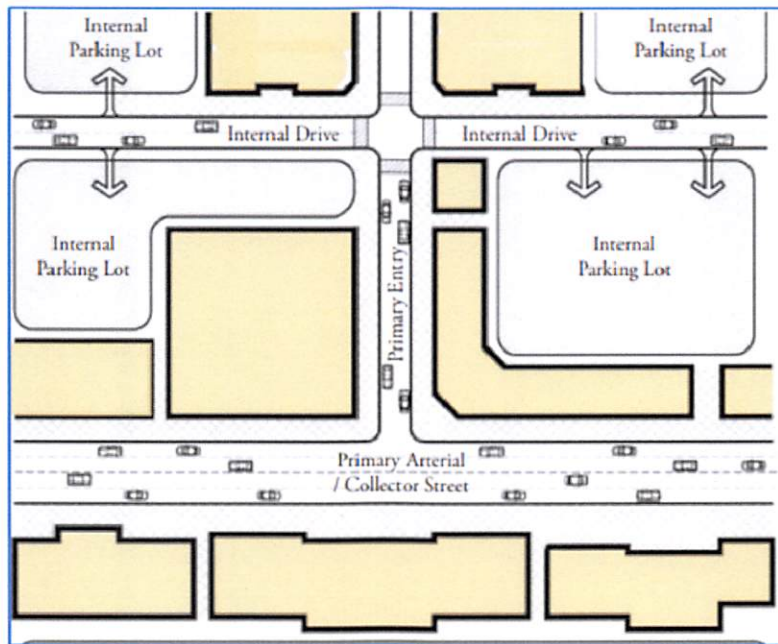 Internal
Parking Lot
Internal
Parking Lot
Internal Drive
Internal Drive
Internal
Parking Lot
Primary Entry
Internal
Parking Lot
Primary Arterial
/ Collector Street